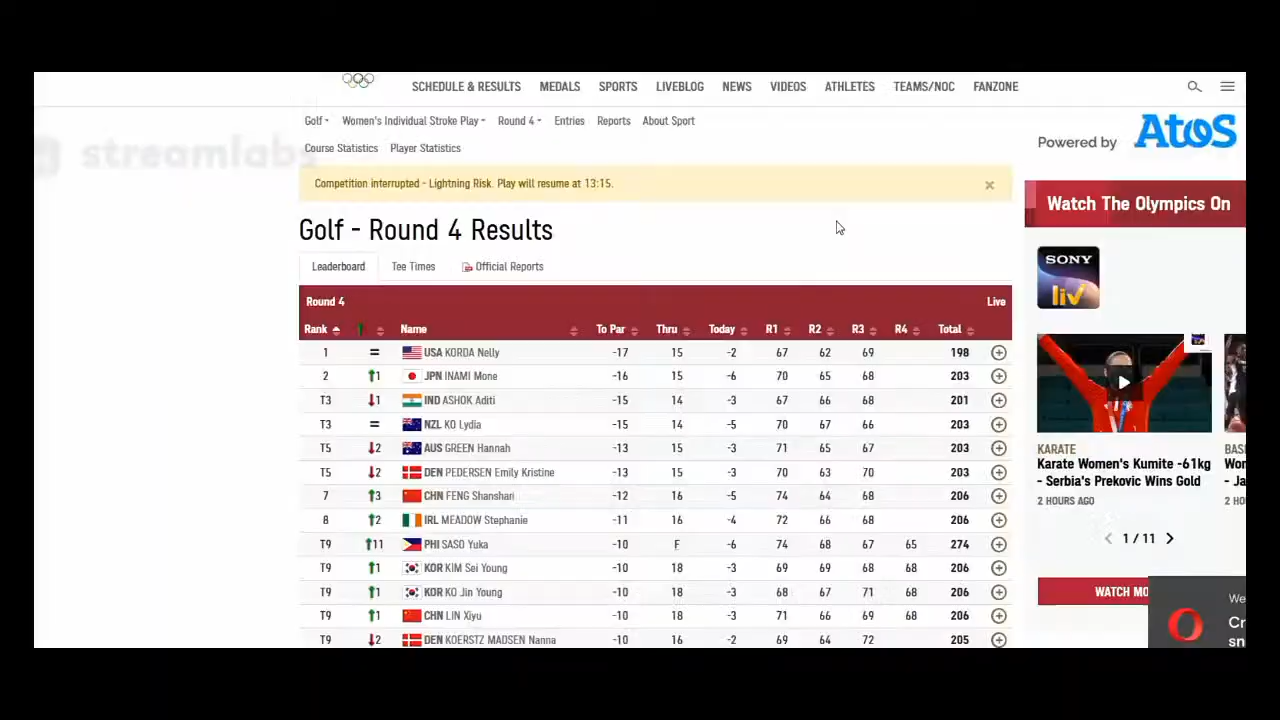 SCHEDULE & RESULTS MEDALS SPORTS LIVEBLOG NEWS VIDEOS ATHLETES TEAMS/NOC FANZONE
Golf Women's Individual Stroke Play Round 4 Entries Reports About Sport
Course Statistics Player Statistics
streamlabs
Powered by Atos
Competition interrupted - Lightning Risk. Play will resume at 13:15.
Golf - Round 4 Results
Leaderboard Tee Times Official Reports
Round 4 Live
Rank Name To Par Thru Today R1 R2 R3 R4 Total
1 = USA KORDA Nelly -17 15 -2 67 62 69 198
2 1 JPN INAMI Mone -16 15 -6 70 65 68 203
T3 1 IND ASHOK Aditi -15 14 -3 67 66 68 201
T3 = NZL KO Lydia -15 14 -5 70 67 66 203
T5 2 AUS GREEN Hannah -13 15 -3 71 65 67 203
T5 2 DEN PEDERSEN Emily Kristine -13 15 -3 70 63 70 203
7 3 CHN FENG Shanshan -12 16 -5 74 64 68 206
8 2 IRL MEADOW Stephanie -11 16 -4 72 66 68 206
T9 11 PHI SASO Yuka -10 F -6 74 68 67 65 274
T9 1 KOR KIM Sei Young -10 18 -3 69 69 68 68 206
T9 1 KOR KO Jin Young -10 18 -3 68 67 71 68 206
T9 1 CHN LIN Xiyu -10 18 -3 71 66 69 68 206
T9 2 DEN KOERSTZ MADSEN Nanna -10 16 -2 69 64 72 205
Watch The Olympics On
SONY
liv
KARATE
Karate Women's Kumite -61kg
- Serbia's Prekovic Wins Gold
2 HOURS AGO
1 / 11
WATCH MO
We
Cr
sn